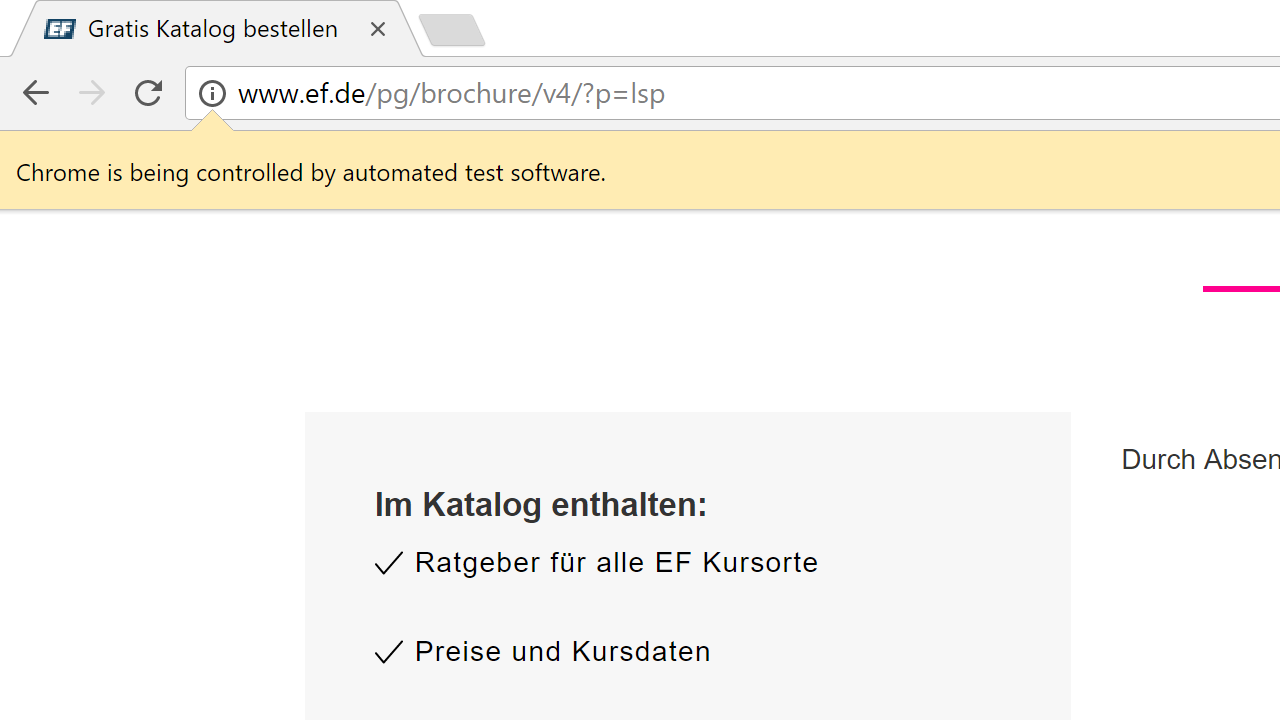 EF Gratis Katalog bestellen
www.ef.de/pg/brochure/v4/?p=lsp
Chrome is being controlled by automated test software.
Durch Absen
Im Katalog enthalten:
Ratgeber für alle EF Kursorte
Preise und Kursdaten